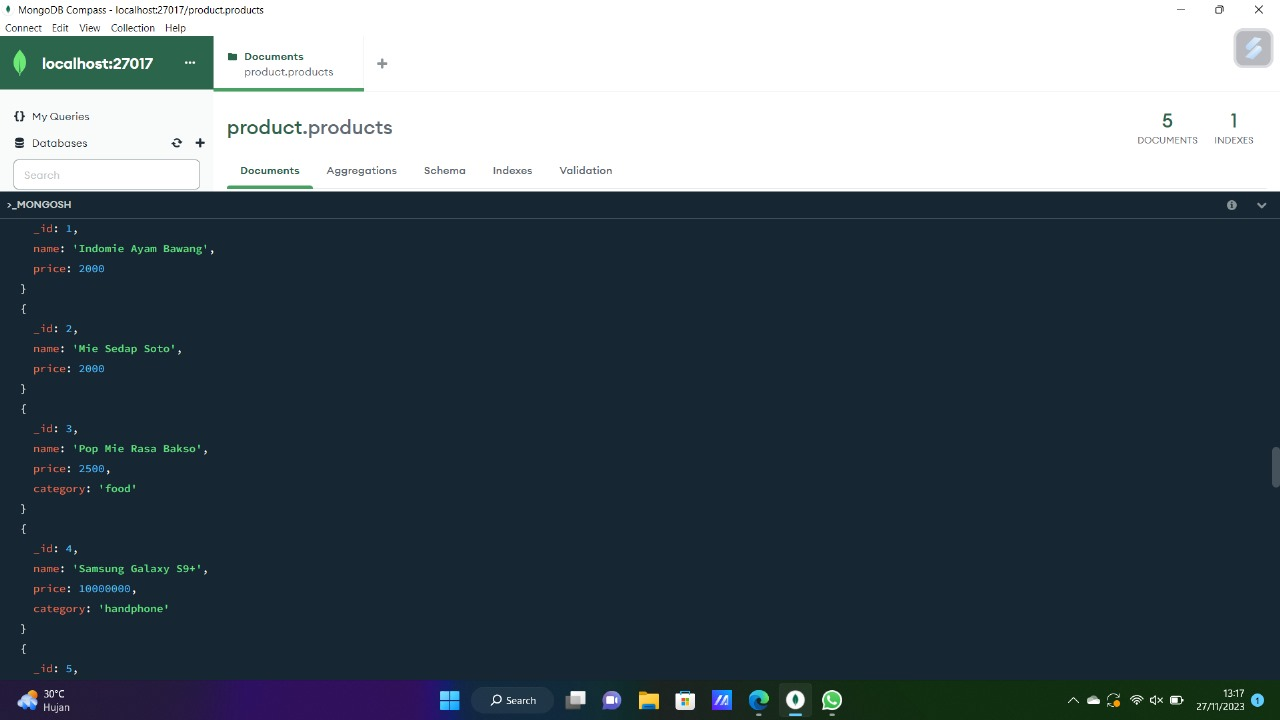 MongoDB Compass - localhost:27017/product.products
Connect Edit View Collection Help
localhost:27017 ...
Documents
product.products
My Queries
Databases
Search
product.products
5
DOCUMENTS
1
INDEXES
Documents Aggregations Schema Indexes Validation
>_MONGOSH
_id: 1,
name: 'Indomie Ayam Bawang',
price: 2000
}
{
_id: 2,
name: 'Mie Sedap Soto',
price: 2000
}
{
_id: 3,
name: 'Pop Mie Rasa Bakso',
price: 2500,
category: 'food'
}
{
_id: 4,
name: 'Samsung Galaxy S9+',
price: 10000000,
category: 'handphone'
}
{
_id: 5,
30°C
Hujan
Search
13:17
27/11/2023
1